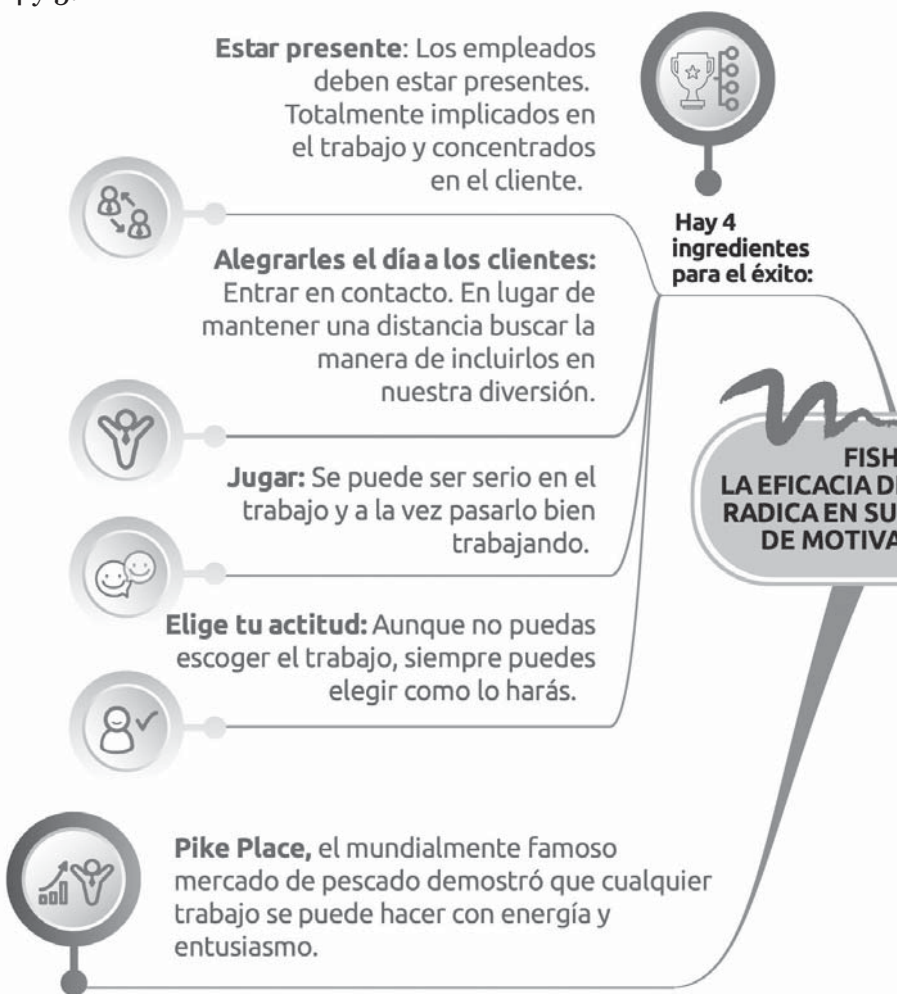 Estar presente: Los empleados
deben estar presentes.
Totalmente implicados en
el trabajo y concentrados
en el cliente.
Hay 4
ingredientes
para el éxito:
Alegrarles el día a los clientes:
Entrar en contacto. En lugar de
mantener una distancia buscar la
manera de incluirlos en
nuestra diversión.
Jugar: Se puede ser serio en el
trabajo y a la vez pasarlo bien
trabajando.
Elige tu actitud: Aunque no puedas
escoger el trabajo, siempre puedes
elegir como lo harás.
FISH
LA EFICACIA DE
RADICA EN SU
DE MOTIVA
Pike Place, el mundialmente famoso
mercado de pescado demostró que cualquier
trabajo se puede hacer con energía y
entusiasmo.